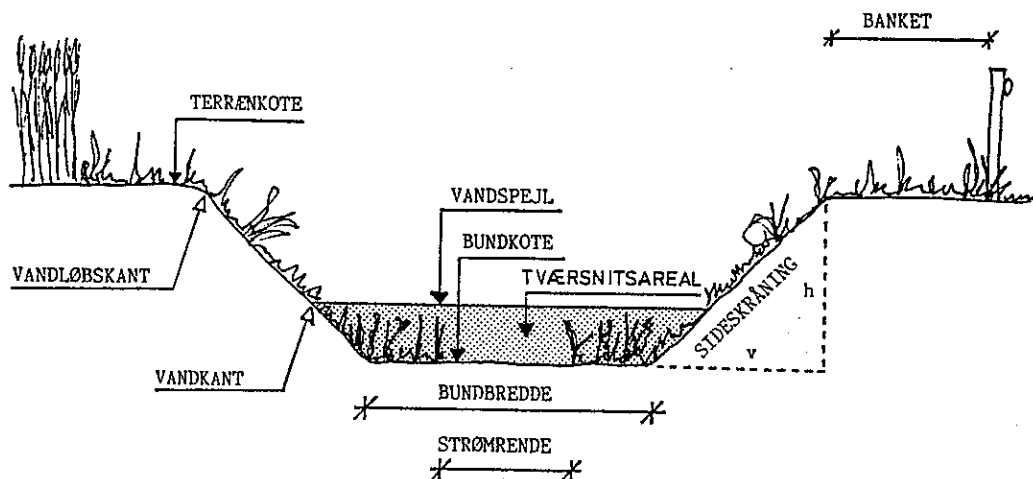 BANKET
TERRÆNKOTE
VANDSPEJL
BUNDKOTE
VANDLØBSKANT
TVÆRSNITSAREAL
SIDESKRÅNING
h
v
VANDKANT
BUNDBREDDE
STRØMRENDE